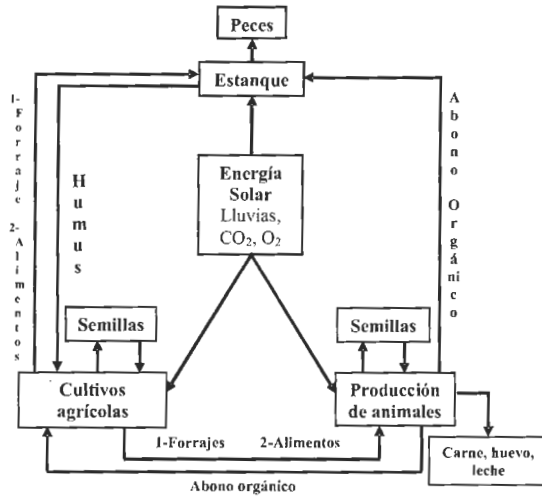 Peces
Estanque
1-Forraje 2-Alimentos
Humus
Abono Orgánico
Energía
Solar
Lluvias,
CO₂, O₂
Semillas
Semillas
Cultivos
agrícolas
Producción
de animales
1-Forrajes 2-Alimentos
Carne, huevo,
leche
Abono orgánico